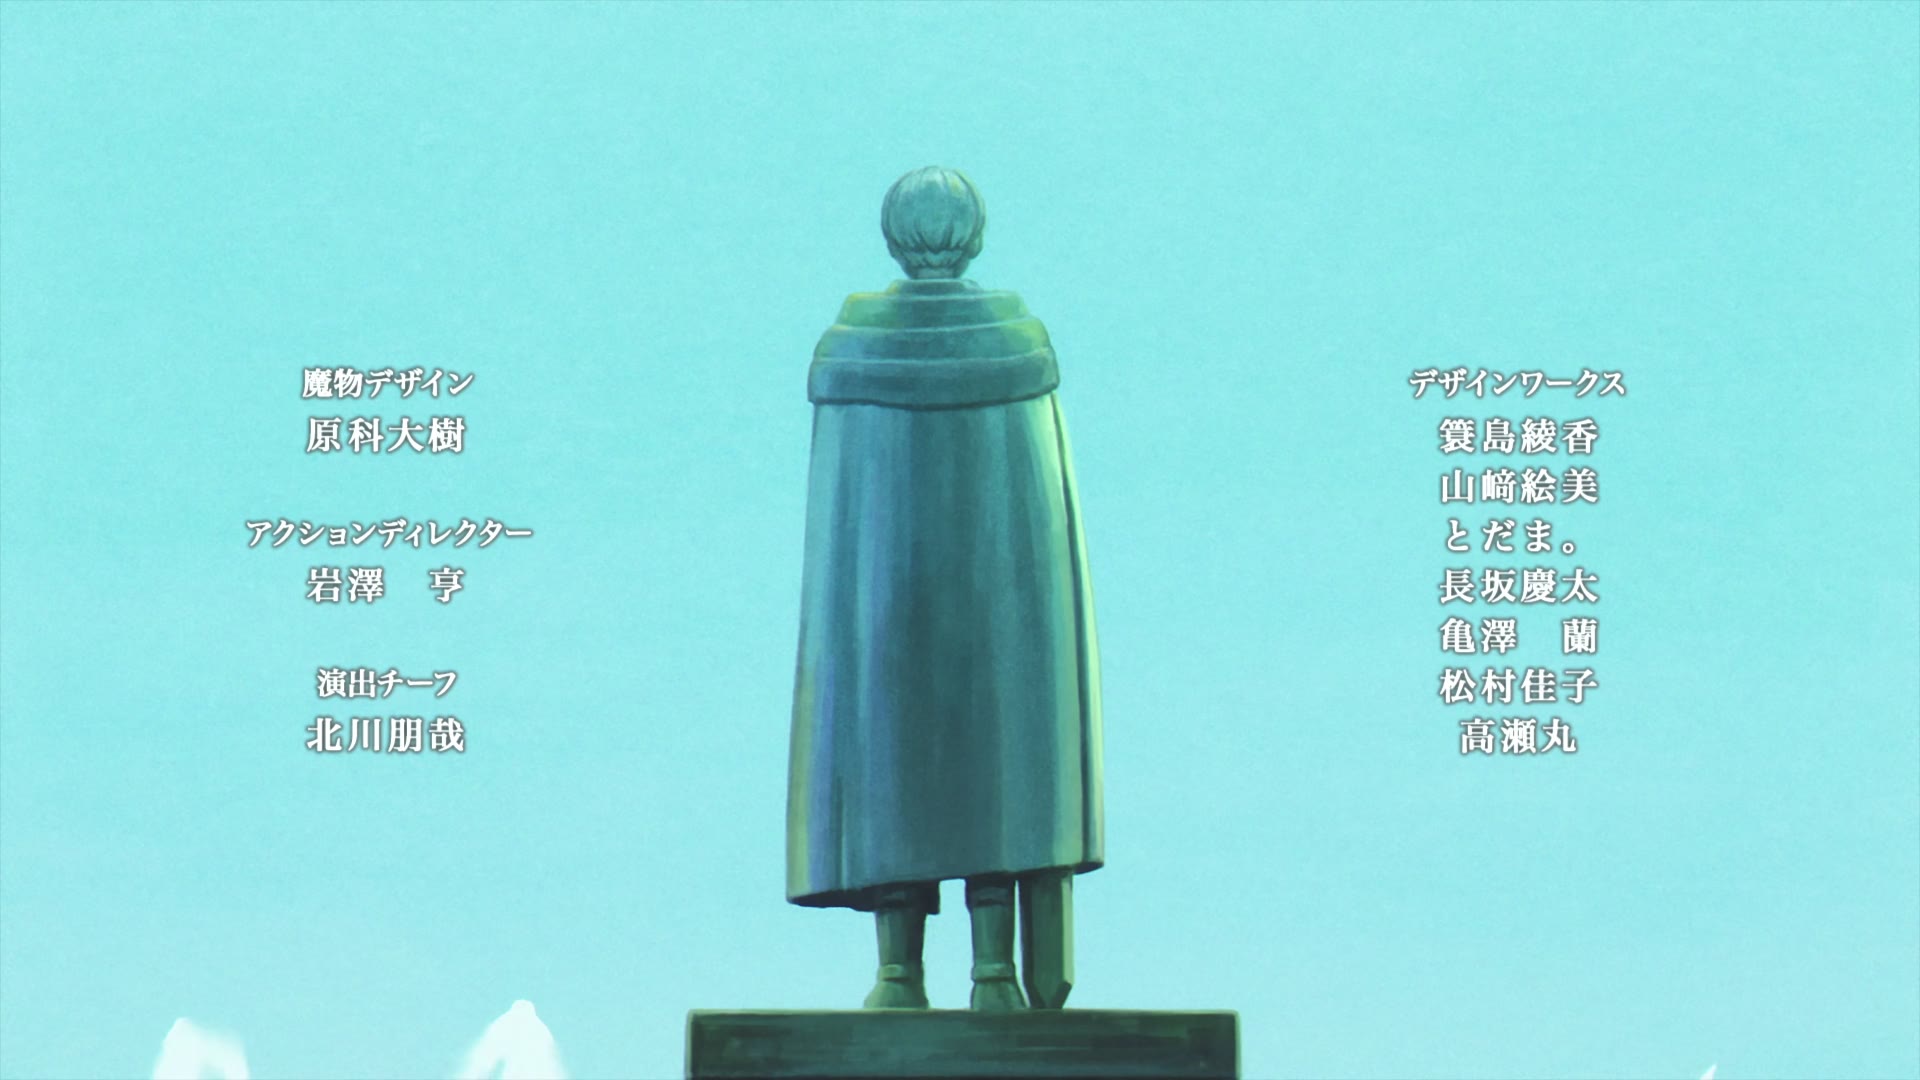 魔物デザイン
原科大樹
アクションディレクター
岩澤　亨
演出チーフ
北川朋哉
デザインワークス
簑島綾香
山﨑絵美
とだま。
長坂慶太
亀澤　蘭
松村佳子
高瀬丸